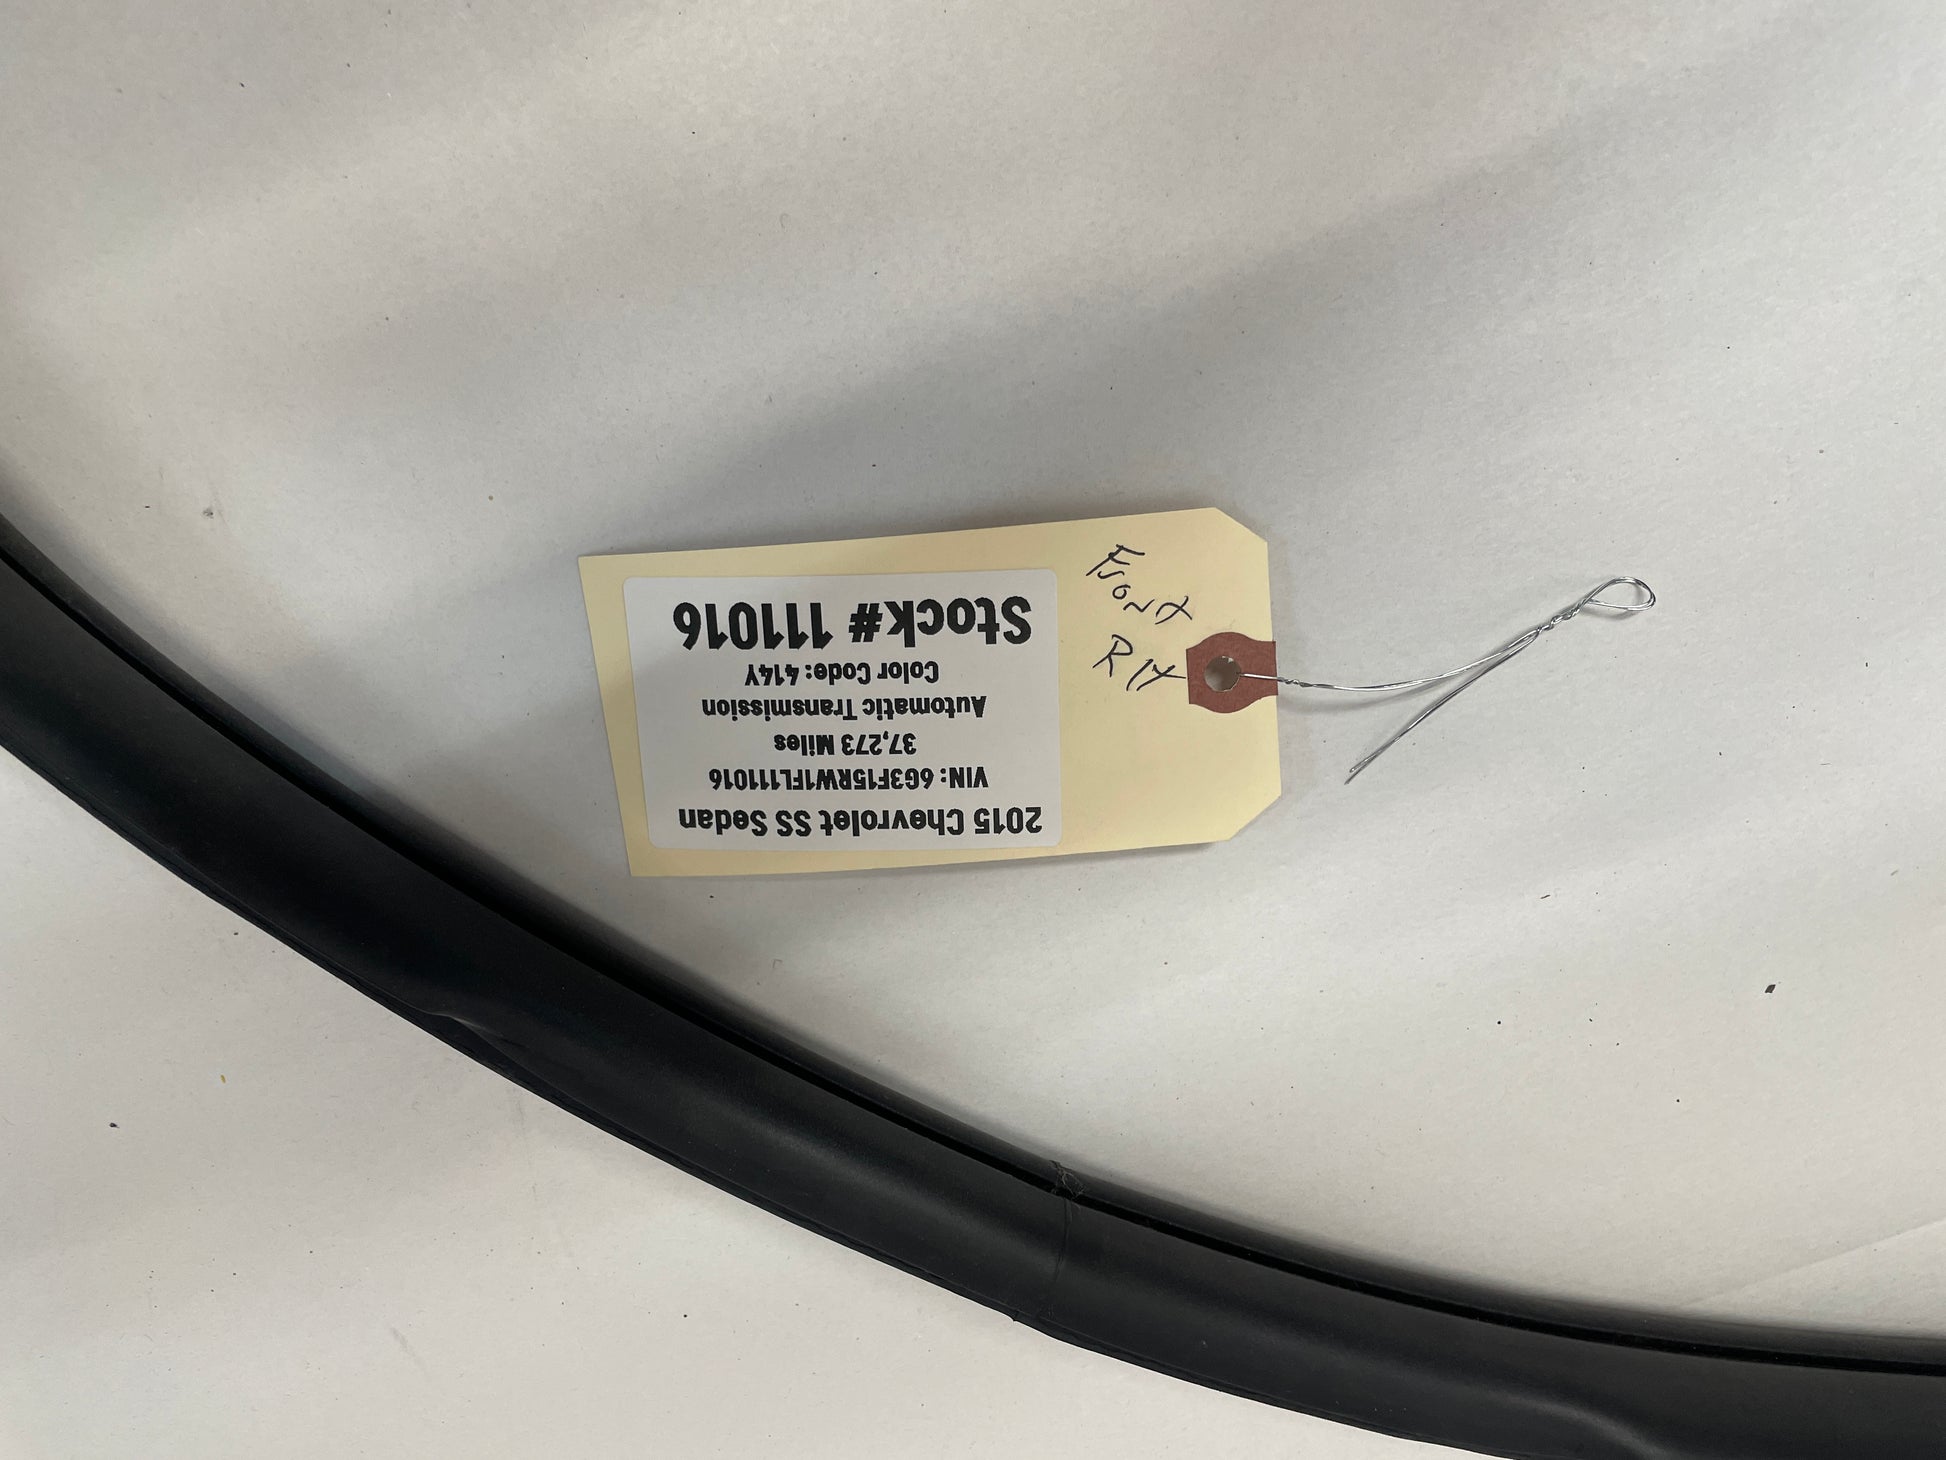 2015 Chevrolet SS Sedan
VIN: 6G3F15RW1FL111016
37,273 Miles
Automatic Transmission
Color Code: 414Y
Stock# 111016
Front
RH